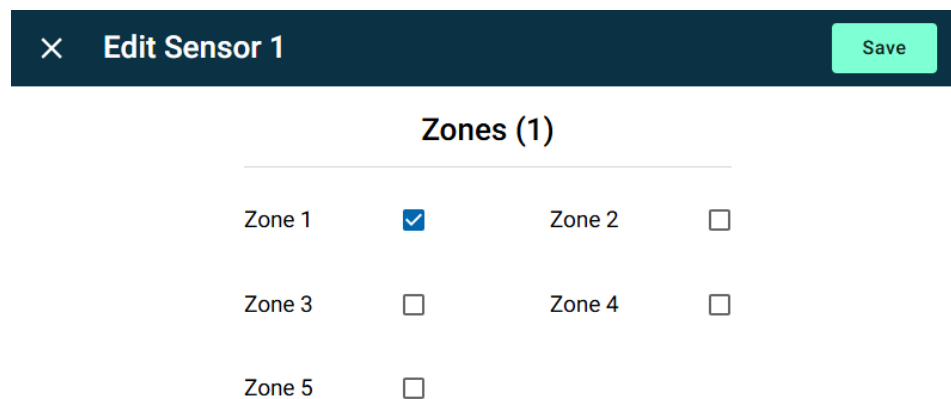 Edit Sensor 1
Save
Zones (1)
Zone 1
Zone 2
Zone 3
Zone 4
Zone 5